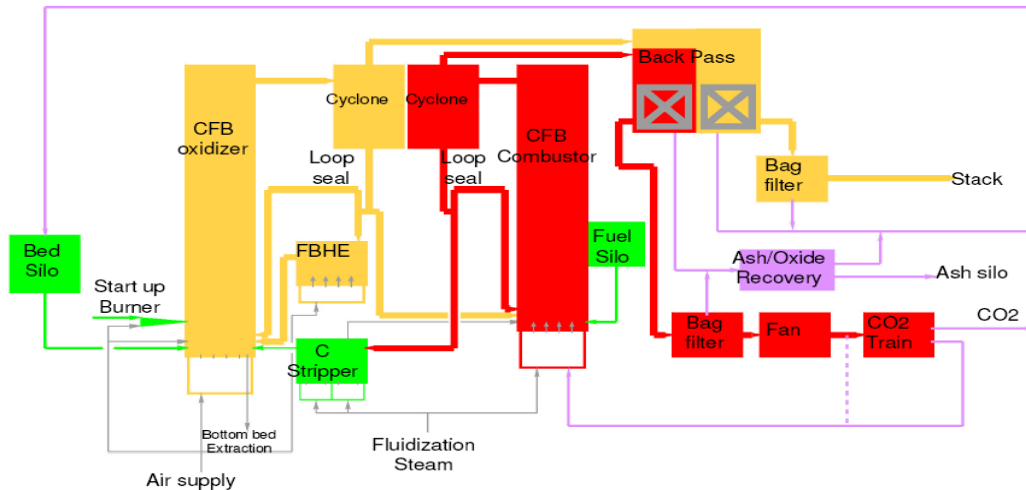 Back Pass
Cyclone
Cyclone
CFB
oxidizer
CFB
Combustor
Loop
seal
Loop
seal
Bag
filter
Stack
Bed
Silo
FBHE
Fuel
Silo
Ash/Oxide
Recovery
Ash silo
Start up
Burner
C
Stripper
Bag
filter
Fan
CO2
Train
CO2
Bottom bed
Extraction
Fluidization
Steam
Air supply